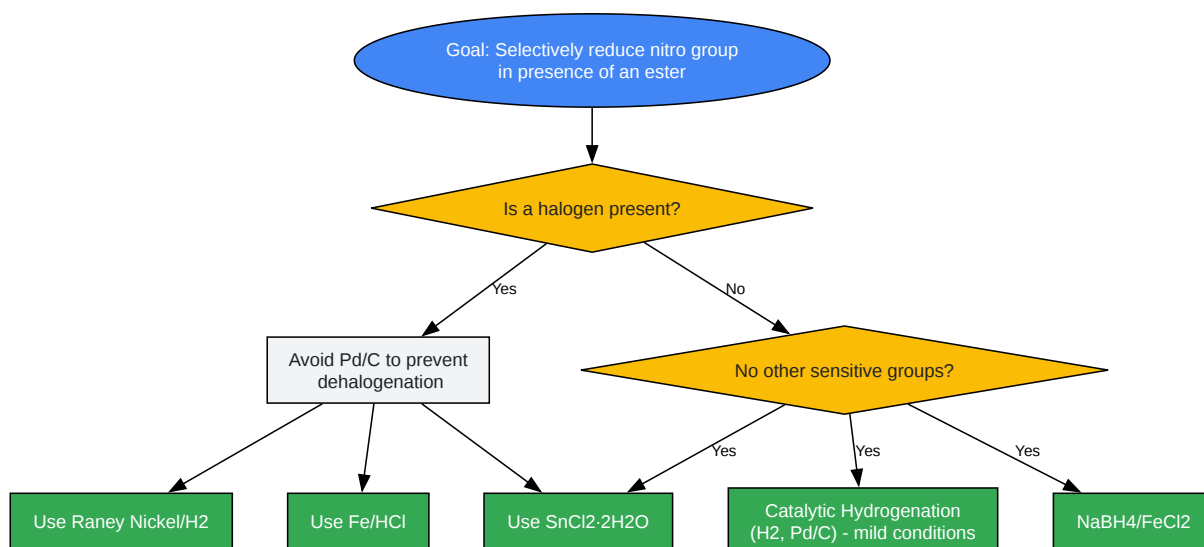 Goal: Selectively reduce nitro group
in presence of an ester
Is a halogen present?
Yes
No
Avoid Pd/C to prevent
dehalogenation
No other sensitive groups?
Yes
Yes
Yes
Use Raney Nickel/H2
Use Fe/HCl
Use SnCl2·2H2O
Catalytic Hydrogenation
(H2, Pd/C) - mild conditions
NaBH4/FeCl2